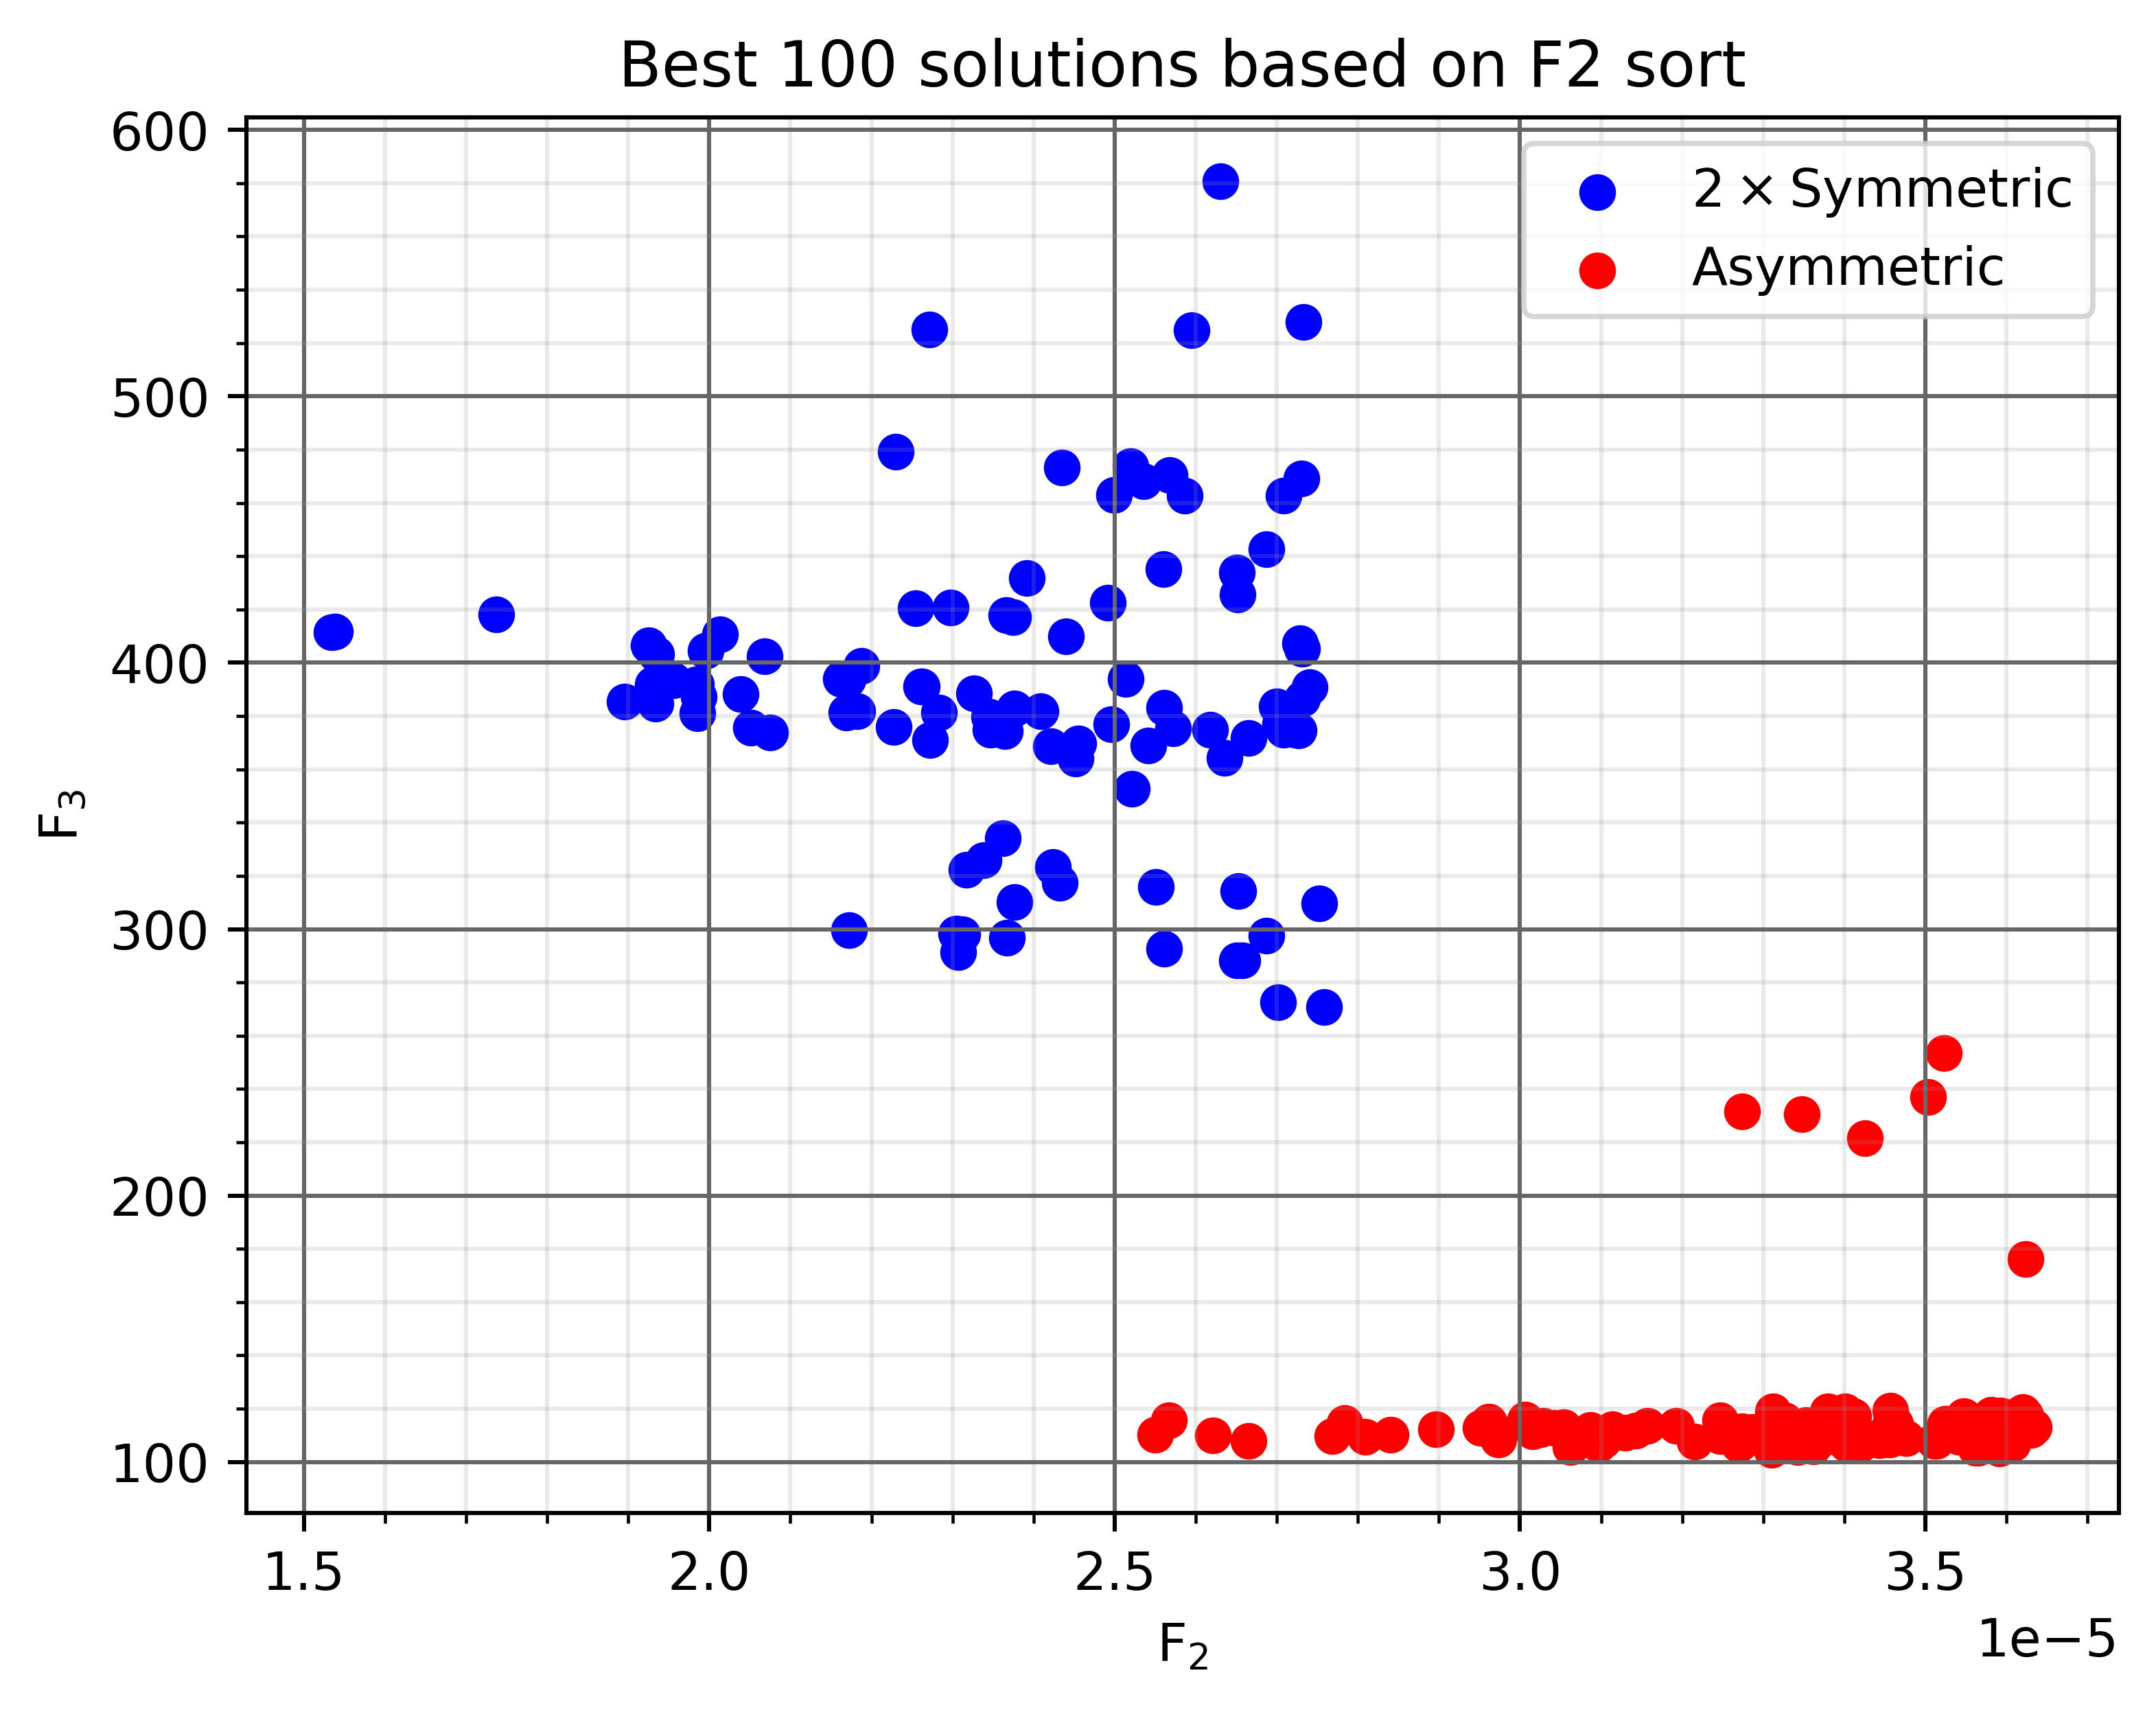 Best 100 solutions based on F2 sort
600
500
400
300
200
100
F₃
2 × Symmetric
Asymmetric
1.5 2.0 2.5 3.0 3.5
1e−5
F₂